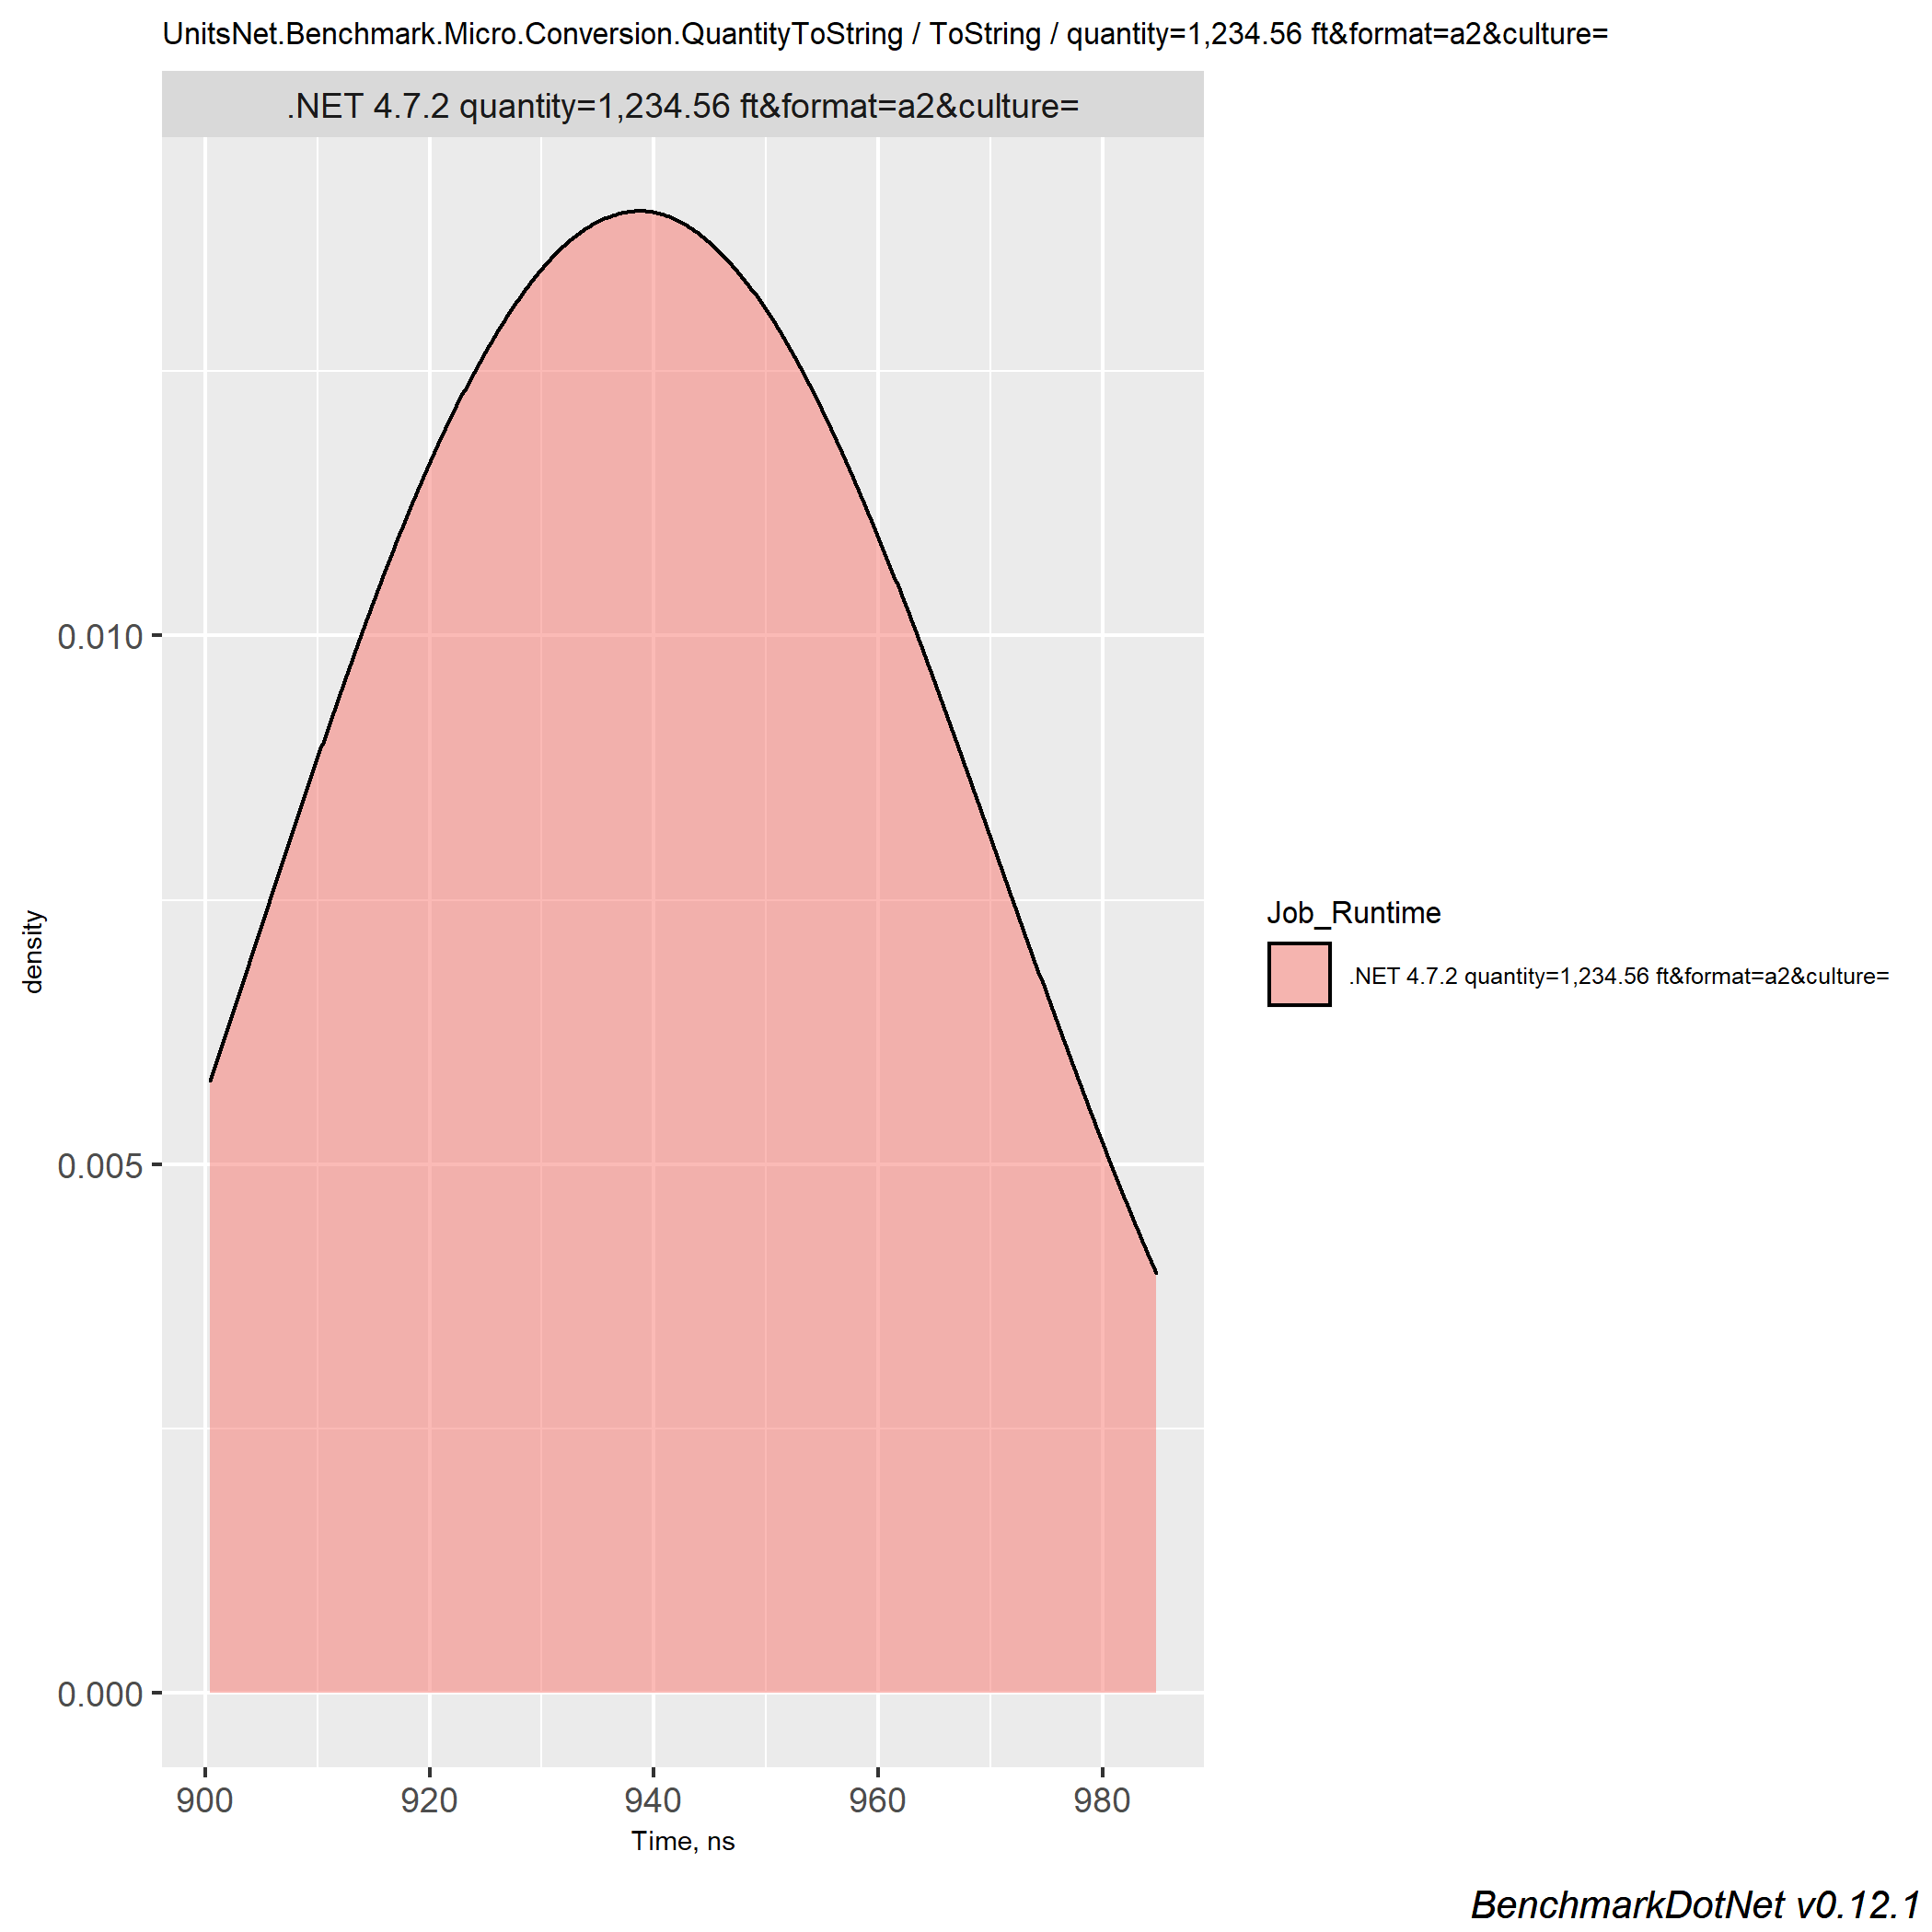 UnitsNet.Benchmark.Micro.Conversion.QuantityToString / ToString / quantity=1,234.56 ft&format=a2&culture=
.NET 4.7.2 quantity=1,234.56 ft&format=a2&culture=
0.010
0.005
0.000
density
900 920 940 960 980
Time, ns
Job_Runtime
.NET 4.7.2 quantity=1,234.56 ft&format=a2&culture=
BenchmarkDotNet v0.12.1